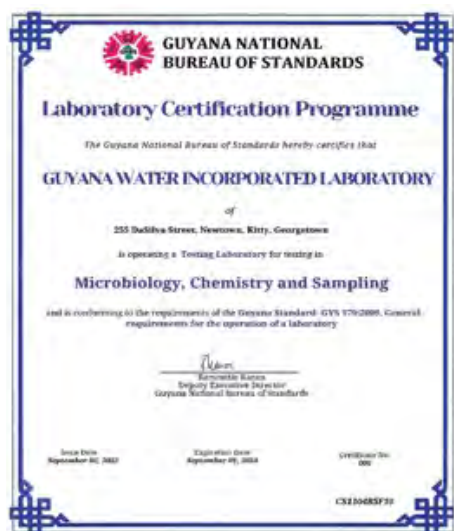 GUYANA NATIONAL
BUREAU OF STANDARDS
Laboratory Certification Programme
The Guyana National Bureau of Standards hereby certifies that
GUYANA WATER INCORPORATED LABORATORY
of
255 DaSilva Street, Newtown, Kitty, Georgetown
is operating a Testing Laboratory for testing in
Microbiology, Chemistry and Sampling
and is conforming to the requirements of the Guyana Standard- GYS 170:2009, General
requirements for the operation of a laboratory
Deputy Executive Director
Guyana National Bureau of Standards
Issue Date
Expiration Date
Certificate No.
September
September